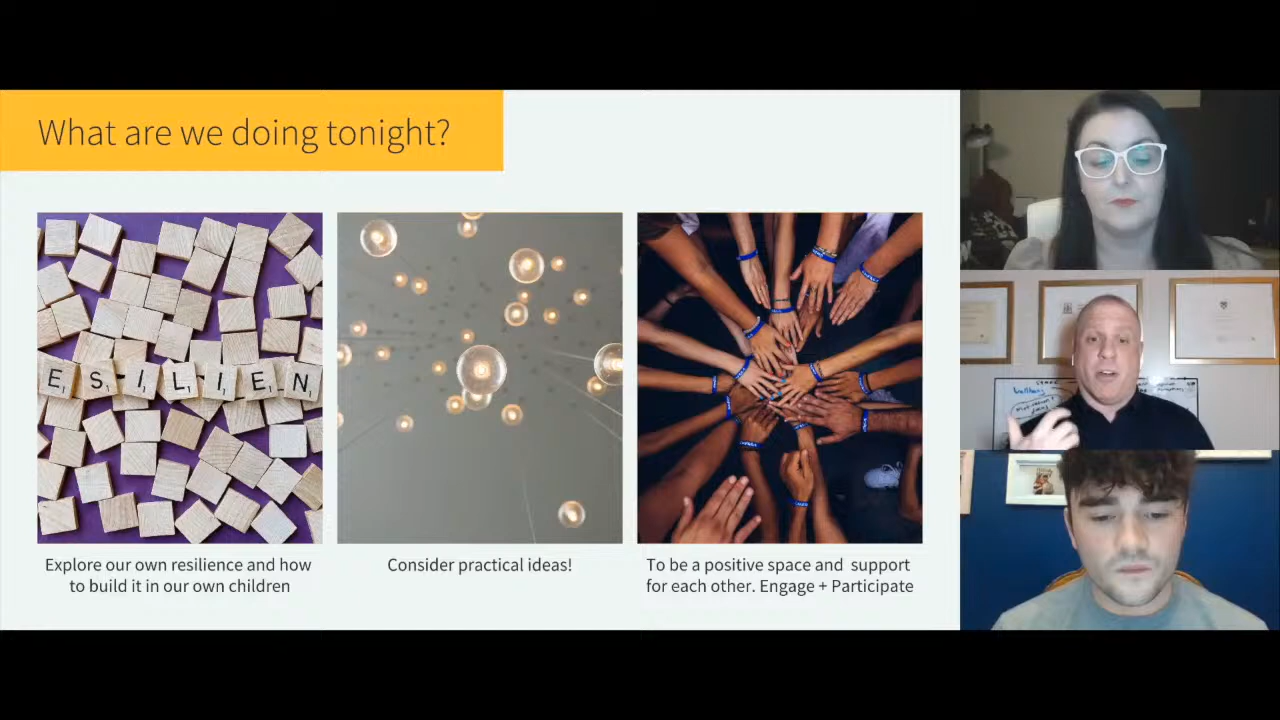 What are we doing tonight?
ESILIEN
Explore our own resilience and how
to build it in our own children
Consider practical ideas!
To be a positive space and support
for each other. Engage + Participate